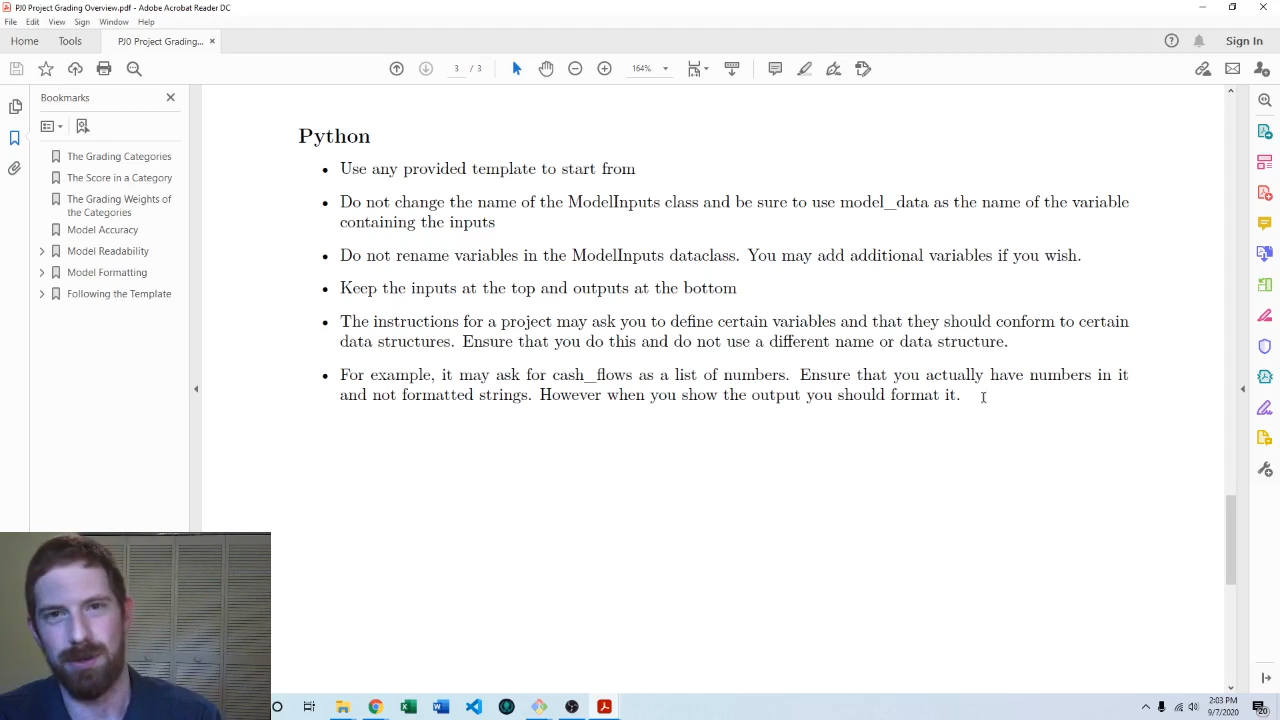 PJ0 Project Grading Overview.pdf - Adobe Acrobat Reader DC
File Edit View Sign Window Help
Home Tools PJ0 Project Grading... × Sign In
3 / 3 164%
Bookmarks
The Grading Categories
The Score in a Category
The Grading Weights of
the Categories
Model Accuracy
Model Readability
Model Formatting
Following the Template
Python
• Use any provided template to start from
• Do not change the name of the ModelInputs class and be sure to use model_data as the name of the variable
containing the inputs
• Do not rename variables in the ModelInputs dataclass. You may add additional variables if you wish.
• Keep the inputs at the top and outputs at the bottom
• The instructions for a project may ask you to define certain variables and that they should conform to certain
data structures. Ensure that you do this and do not use a different name or data structure.
• For example, it may ask for cash_flows as a list of numbers. Ensure that you actually have numbers in it
and not formatted strings. However when you show the output you should format it.
2:03 PM
9/7/2020
20